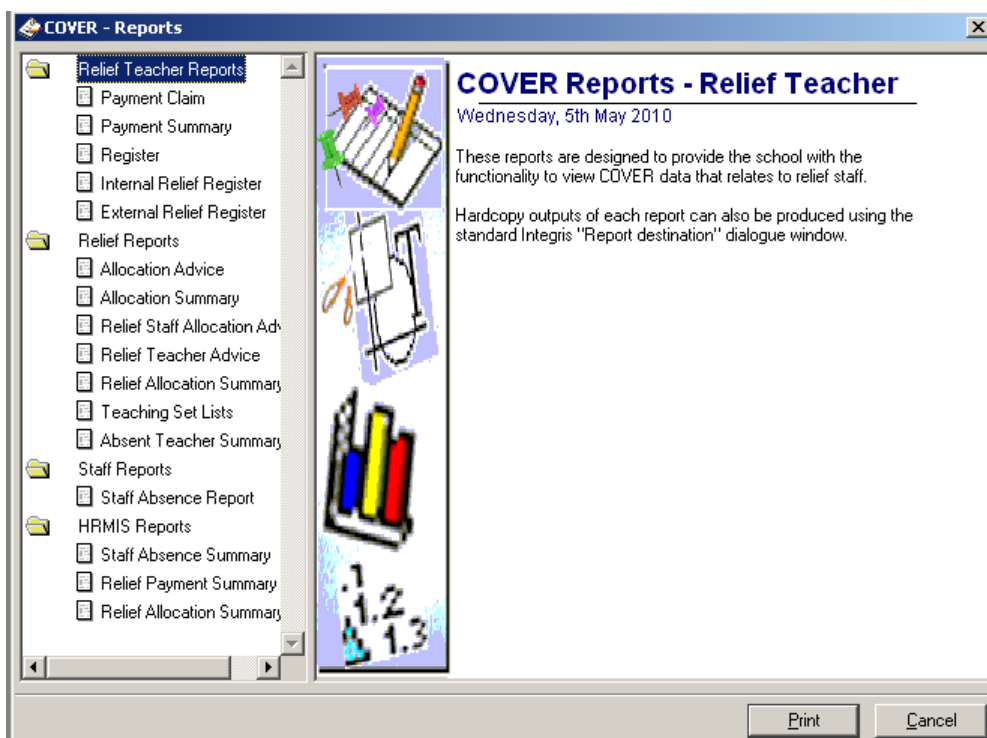 COVER - Reports
Relief Teacher Reports
Payment Claim
Payment Summary
Register
Internal Relief Register
External Relief Register
Relief Reports
Allocation Advice
Allocation Summary
Relief Staff Allocation Adv
Relief Teacher Advice
Relief Allocation Summary
Teaching Set Lists
Absent Teacher Summary
Staff Reports
Staff Absence Report
HRMIS Reports
Staff Absence Summary
Relief Payment Summary
Relief Allocation Summary
.1
1.2
1.3
COVER Reports - Relief Teacher
Wednesday, 5th May 2010
These reports are designed to provide the school with the
functionality to view COVER data that relates to relief staff.
Hardcopy outputs of each report can also be produced using the
standard Integris "Report destination" dialogue window.
Print
Cancel